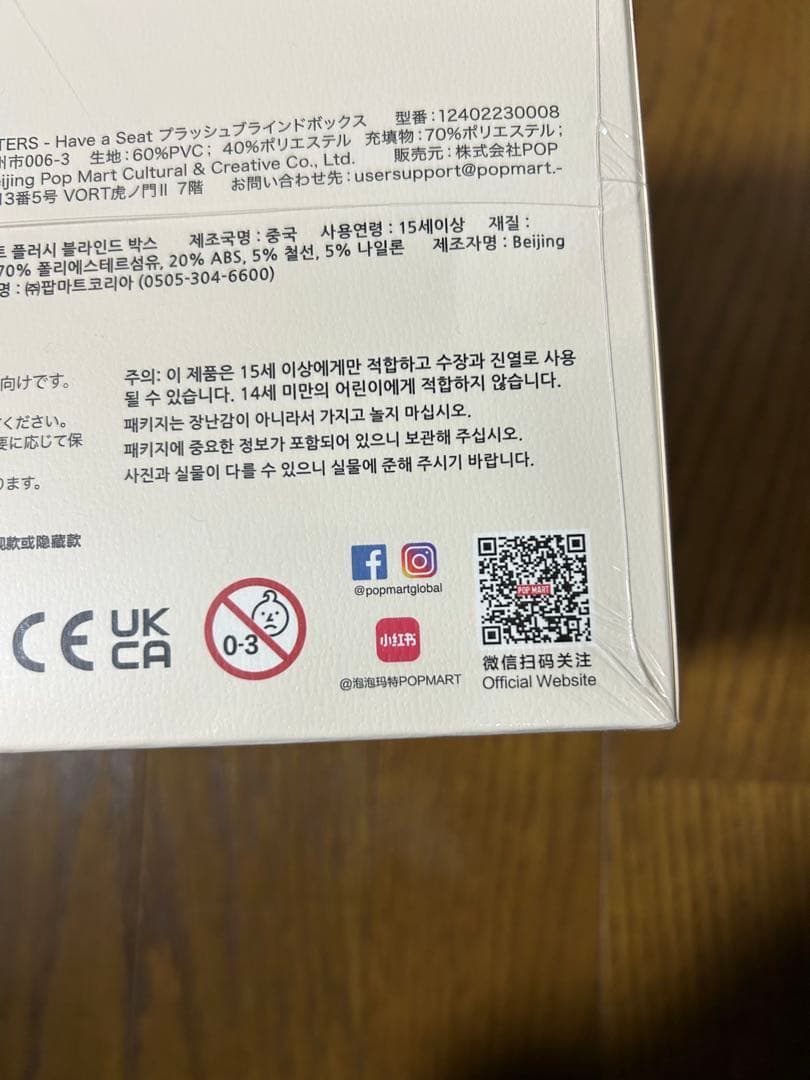 TERS - Have a Seat プラッシュブラインドボックス 型番:12402230008
州市006-3 生地:60%PVC; 40%ポリエステル 充填物:70%ポリエステル;
ijing Pop Mart Cultural & Creative Co., Ltd. 販売元:株式会社POP
13番5号 VORT虎ノ門Ⅱ 7階 お問い合わせ先:usersupport@popmart.-
트 플러시 블라인드 박스 제조국명 : 중국 사용연령 : 15세이상 재질 :
70% 폴리에스테르섬유, 20% ABS, 5% 철선, 5% 나일론 제조자명 : Beijing
명 : ㈜팝마트코리아 (0505-304-6600)
向けです。
ください。
要に応じて保
ります。
주의: 이 제품은 15세 이상에게만 적합하고 수장과 진열로 사용
될 수 있습니다. 14세 미만의 어린이에게 적합하지 않습니다.
패키지는 장난감이 아니라서 가지고 놀지 마십시오.
패키지에 중요한 정보가 포함되어 있으니 보관해 주십시오.
사진과 실물이 다를 수 있으니 실물에 준해 주시기 바랍니다.
规款或隐藏款
CE
UK
CA
0-3
@popmartglobal
小红书
@泡泡玛特POPMART
POP MART
微信扫码关注
Official Website